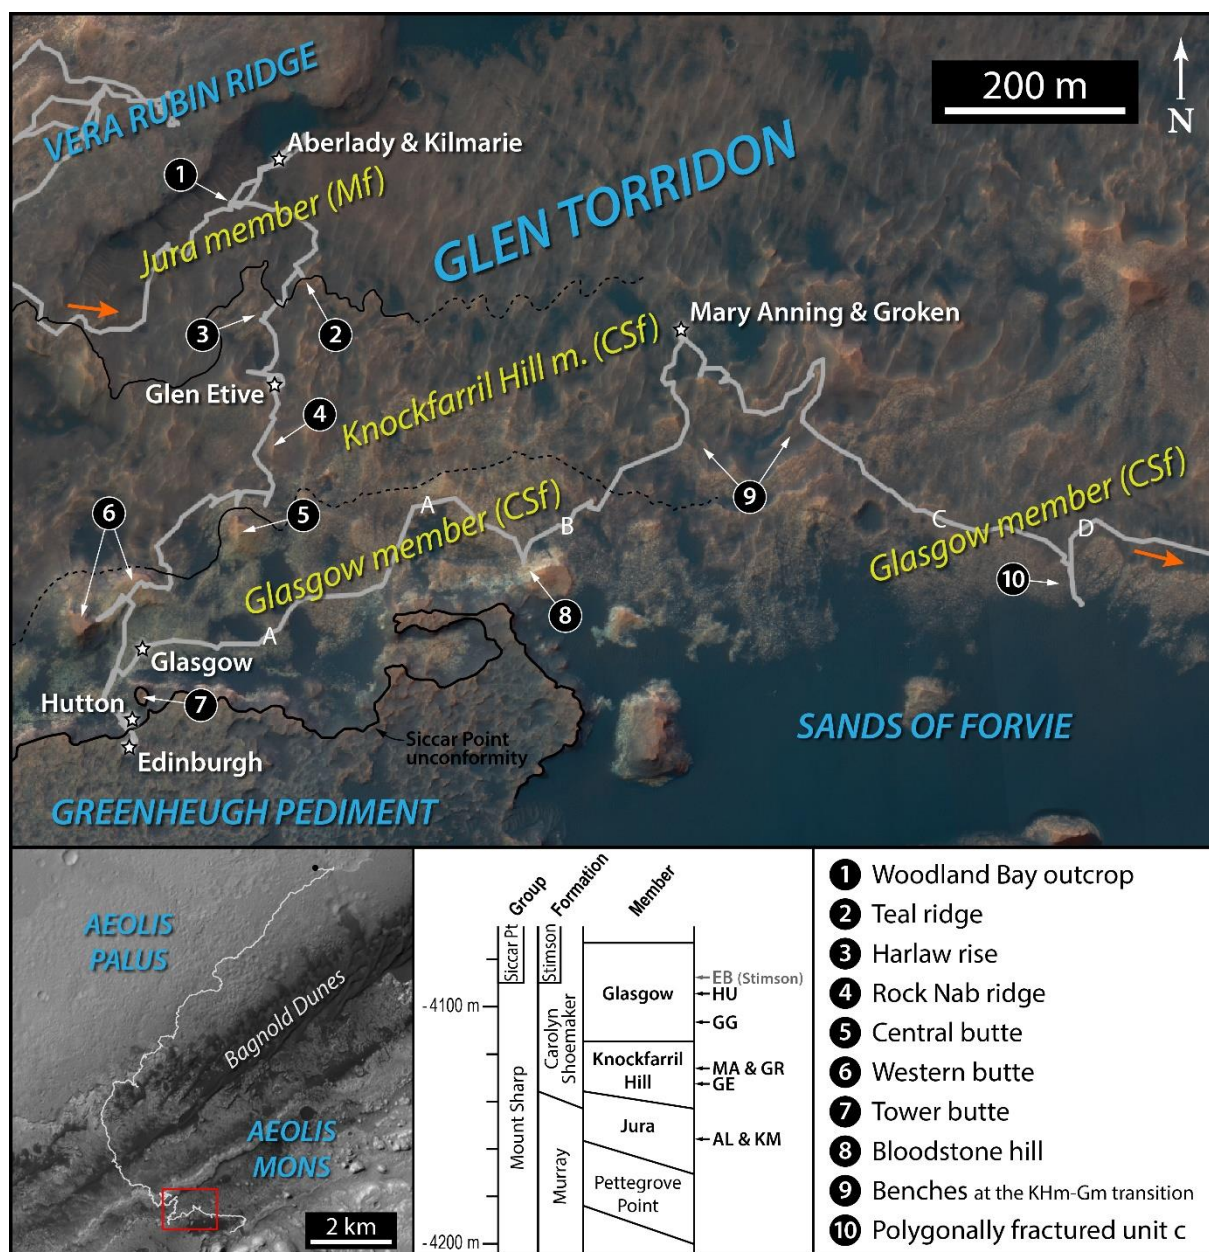 VERA RUBIN RIDGE
200 m
N
Aberlady & Kilmarie
1
Jura member (Mf)
GLEN TORRIDON
3
2
Mary Anning & Groken
Glen Etive
4
Knockfarril Hill m. (CSf)
6
5
A
B
9
C
D
Glasgow member (CSf)
Glasgow member (CSf)
10
8
A
Glasgow
Hutton
7
Edinburgh
Siccar Point
unconformity
SANDS OF FORVIE
GREENHEUGH PEDIMENT
AEOLIS
PALUS
Bagnold Dunes
AEOLIS
MONS
2 km
Group
Formation
Member
Siccar Pt
Stimson
-4100 m
-4200 m
Mount Sharp
Carolyn
Shoemaker
Murray
Glasgow
Knockfarril
Hill
Jura
Pettegrove
Point
EB (Stimson)
HU
GG
MA & GR
GE
AL & KM
1 Woodland Bay outcrop
2 Teal ridge
3 Harlaw rise
4 Rock Nab ridge
5 Central butte
6 Western butte
7 Tower butte
8 Bloodstone hill
9 Benches at the KHm-Gm transition
10 Polygonally fractured unit c